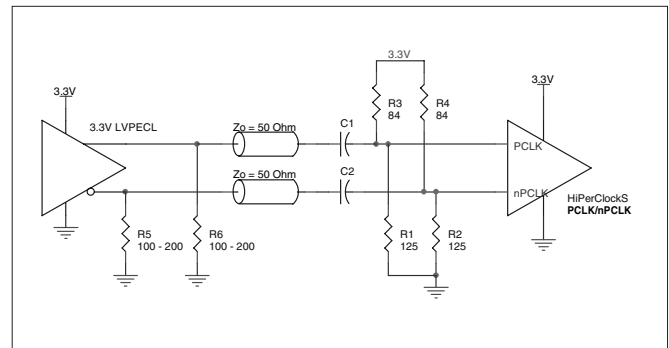 3.3V
3.3V
3.3V
R3
84
R4
84
3.3V LVPECL
Zo = 50 Ohm
C1
PCLK
Zo = 50 Ohm
C2
nPCLK
HiPerClockS
PCLK/nPCLK
R5
100 - 200
R6
100 - 200
R1
125
R2
125